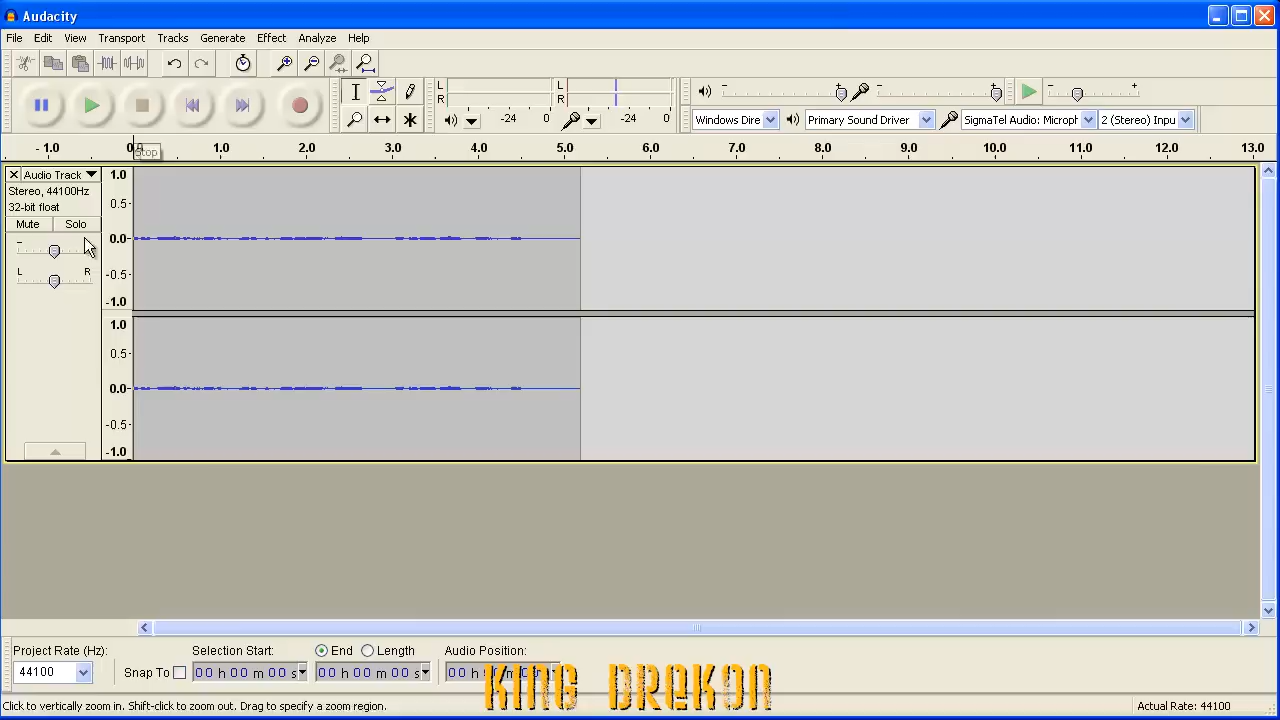 Audacity
File Edit View Transport Tracks Generate Effect Analyze Help
L R -24 0 L R -24 0
Windows Dire Primary Sound Driver SigmaTel Audio: Microph 2 (Stereo) Inpu
-1.0 0.0 1.0 2.0 3.0 4.0 5.0 6.0 7.0 8.0 9.0 10.0 11.0 12.0 13.0
Stop
Audio Track
Stereo, 44100Hz
32-bit float
Mute Solo
L R
1.0
0.5
0.0
-0.5
-1.0
1.0
0.5
0.0
-0.5
-1.0
Project Rate (Hz):
44100
Snap To
Selection Start:
End Length
Audio Position:
00 h 00 m 00 s
00 h 00 m 00 s
00 h
KING DREKON
Click to vertically zoom in. Shift-click to zoom out. Drag to specify a zoom region.
Actual Rate: 44100